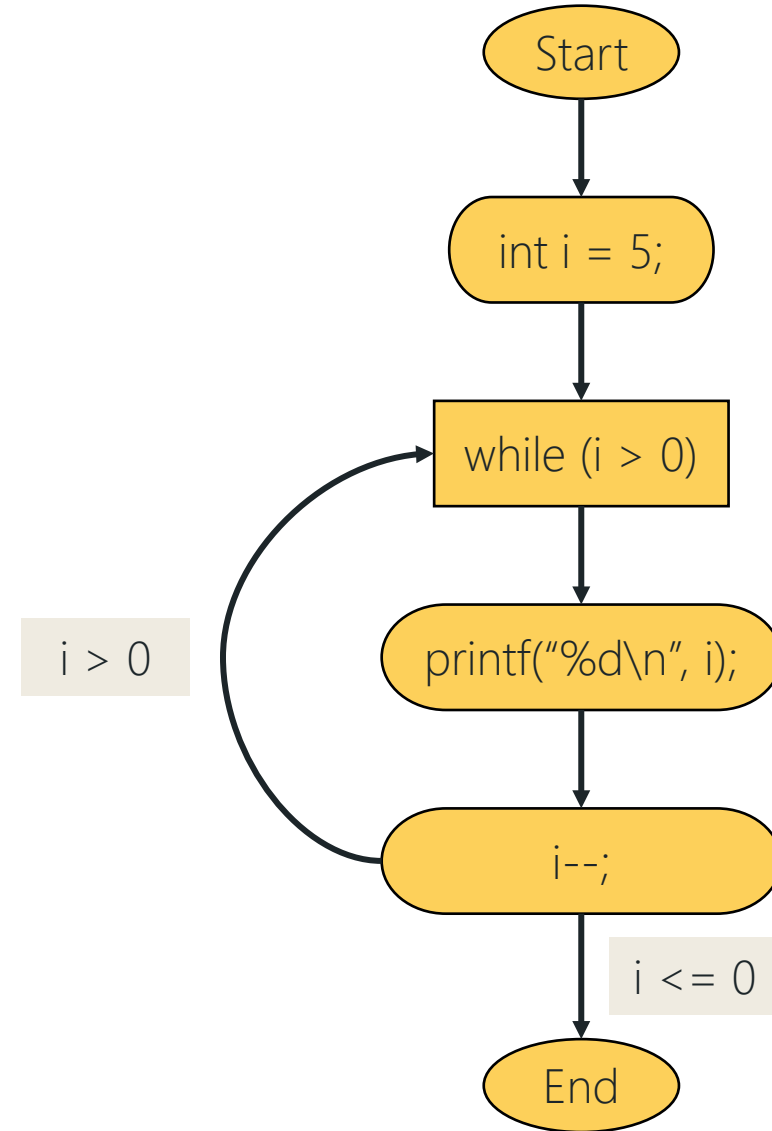 Start
int i = 5;
while (i > 0)
i > 0
printf(“%d\n”, i);
i--;
i <= 0
End